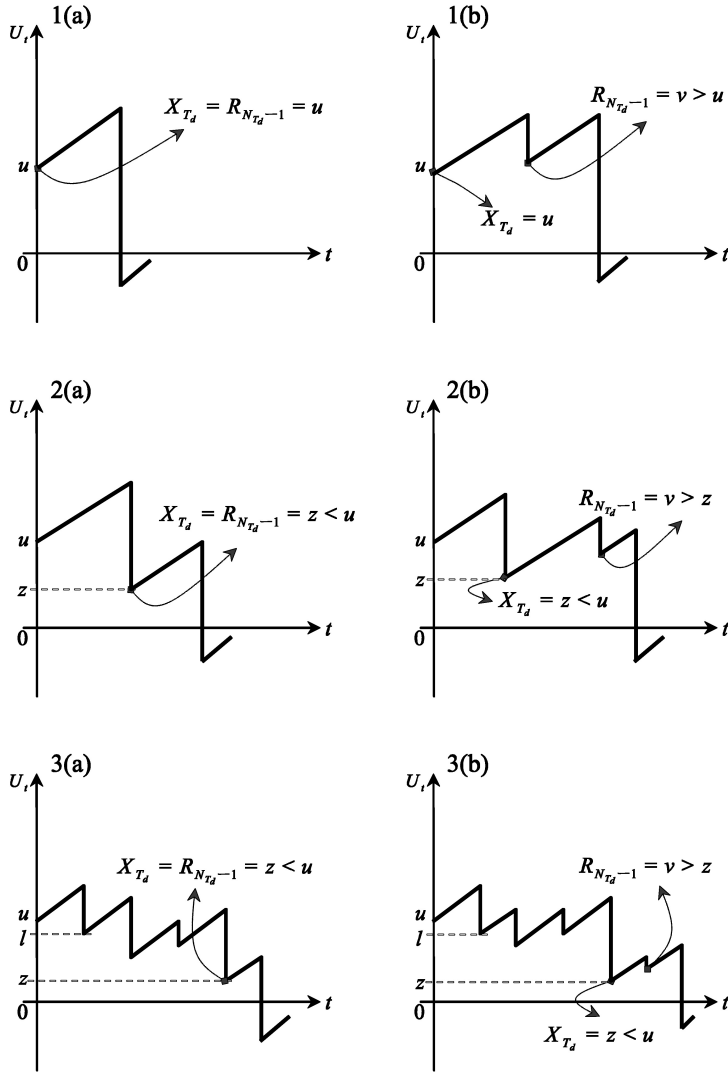 1(a)
U_t
X_{T_d} = R_{N_{T_d}-1} = u
u
0
t
1(b)
U_t
R_{N_{T_d}-1} = v > u
u
X_{T_d} = u
0
t
2(a)
U_t
X_{T_d} = R_{N_{T_d}-1} = z < u
u
z
0
t
2(b)
U_t
R_{N_{T_d}-1} = v > z
u
z
X_{T_d} = z < u
0
t
3(a)
U_t
X_{T_d} = R_{N_{T_d}-1} = z < u
u
l
z
0
t
3(b)
U_t
R_{N_{T_d}-1} = v > z
u
l
z
0
t
X_{T_d} = z < u